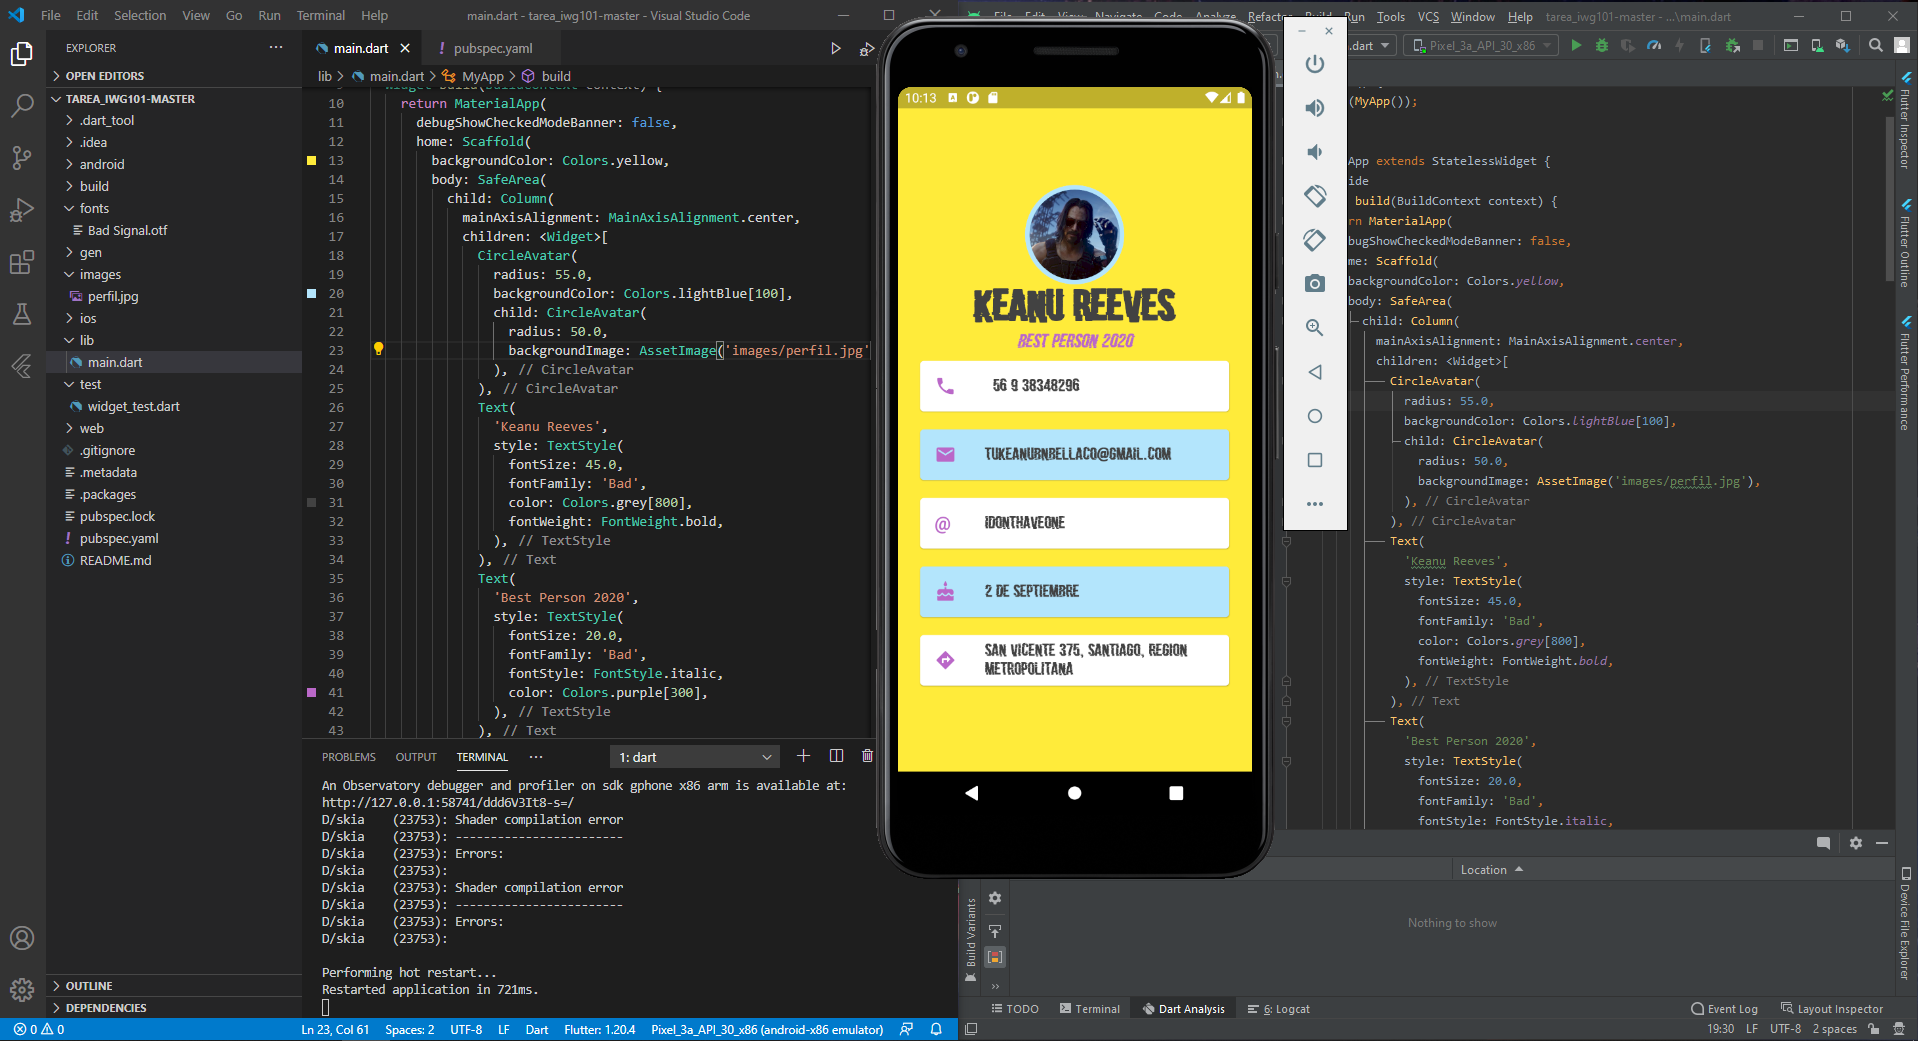 File Edit Selection View Go Run Terminal Help
main.dart - tarea_iwg101-master - Visual Studio Code
EXPLORER
OPEN EDITORS
TAREA_IWG101-MASTER
.dart_tool
.idea
android
build
fonts
Bad Signal.otf
gen
images
perfil.jpg
ios
lib
main.dart
test
widget_test.dart
web
.gitignore
.metadata
.packages
pubspec.lock
pubspec.yaml
README.md
OUTLINE
DEPENDENCIES
main.dart
pubspec.yaml
lib > main.dart > MyApp > build
10 return MaterialApp(
11 debugShowCheckedModeBanner: false,
12 home: Scaffold(
13 backgroundColor: Colors.yellow,
14 body: SafeArea(
15 child: Column(
16 mainAxisAlignment: MainAxisAlignment.center,
17 children: <Widget>[
18 CircleAvatar(
19 radius: 55.0,
20 backgroundColor: Colors.lightBlue[100],
21 child: CircleAvatar(
22 radius: 50.0,
23 backgroundImage: AssetImage('images/perfil.jpg'
24 ), // CircleAvatar
25 ), // CircleAvatar
26 Text(
27 'Keanu Reeves',
28 style: TextStyle(
29 fontSize: 45.0,
30 fontFamily: 'Bad',
31 color: Colors.grey[800],
32 fontWeight: FontWeight.bold,
33 ), // TextStyle
34 ), // Text
35 Text(
36 'Best Person 2020',
37 style: TextStyle(
38 fontSize: 20.0,
39 fontFamily: 'Bad',
40 fontStyle: FontStyle.italic,
41 color: Colors.purple[300],
42 ), // TextStyle
43 ), // Text
PROBLEMS OUTPUT TERMINAL ···
1: dart
An Observatory debugger and profiler on sdk gphone x86 arm is available at:
http://127.0.0.1:58741/ddd6V3It8-s=/
D/skia (23753): Shader compilation error
D/skia (23753): ------------------------
D/skia (23753): Errors:
D/skia (23753):
D/skia (23753): Shader compilation error
D/skia (23753): ------------------------
D/skia (23753): Errors:
D/skia (23753):
Performing hot restart...
Restarted application in 721ms.
0 0
Ln 23, Col 61 Spaces: 2 UTF-8 LF Dart Flutter: 1.20.4 Pixel_3a_API_30_x86 (android-x86 emulator)
10:13
KEANU REEVES
BEST PERSON 2020
56 9 38348296
TUKEANURNBELLACO@GMAIL.COM
@ IDONTHAVEONE
2 DE SEPTIEMBRE
SAN VICENTE 375, SANTIAGO, REGION
METROPOLITANA
Refactor Build Run Tools VCS Window Help
tarea_iwg101-master - ...\main.dart
.dart
Pixel_3a_API_30_x86
(MyApp());
App extends StatelessWidget {
ide
build(BuildContext context) {
rn MaterialApp(
bugShowCheckedModeBanner: false,
me: Scaffold(
backgroundColor: Colors.yellow,
body: SafeArea(
child: Column(
mainAxisAlignment: MainAxisAlignment.center,
children: <Widget>[
CircleAvatar(
radius: 55.0,
backgroundColor: Colors.lightBlue[100],
child: CircleAvatar(
radius: 50.0,
backgroundImage: AssetImage('images/perfil.jpg'),
), // CircleAvatar
), // CircleAvatar
Text(
'Keanu Reeves',
style: TextStyle(
fontSize: 45.0,
fontFamily: 'Bad',
color: Colors.grey[800],
fontWeight: FontWeight.bold,
), // TextStyle
), // Text
Text(
'Best Person 2020',
style: TextStyle(
fontSize: 20.0,
fontFamily: 'Bad',
fontStyle: FontStyle.italic,
Flutter Inspector
Flutter Outline
Flutter Performance
Device File Explorer
Location
Nothing to show
Build Variants
TODO Terminal Dart Analysis 6: Logcat
Event Log Layout Inspector
19:30 LF UTF-8 2 spaces